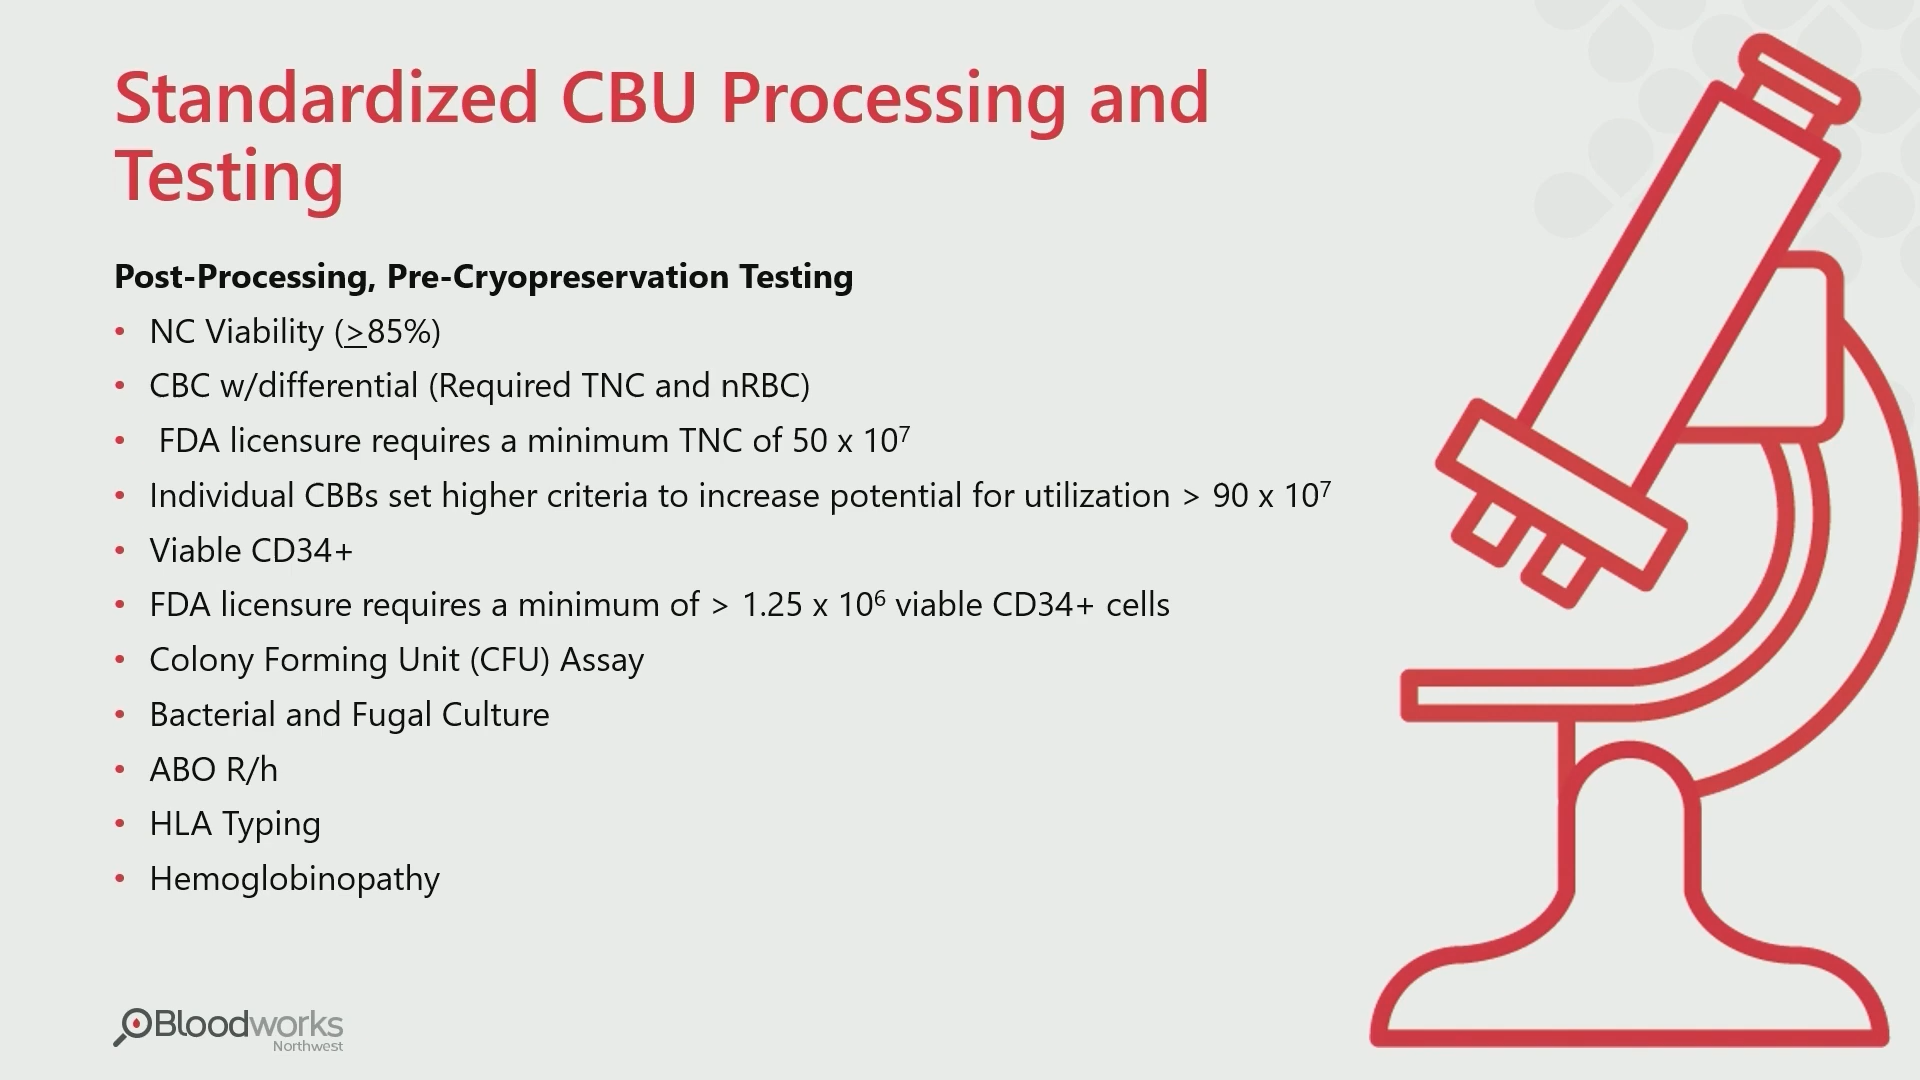 Standardized CBU Processing and
Testing
Post-Processing, Pre-Cryopreservation Testing
• NC Viability (>85%)
• CBC w/differential (Required TNC and nRBC)
• FDA licensure requires a minimum TNC of 50 x 10⁷
• Individual CBBs set higher criteria to increase potential for utilization > 90 x 10⁷
• Viable CD34+
• FDA licensure requires a minimum of > 1.25 x 10⁶ viable CD34+ cells
• Colony Forming Unit (CFU) Assay
• Bacterial and Fugal Culture
• ABO R/h
• HLA Typing
• Hemoglobinopathy
Bloodworks
Northwest